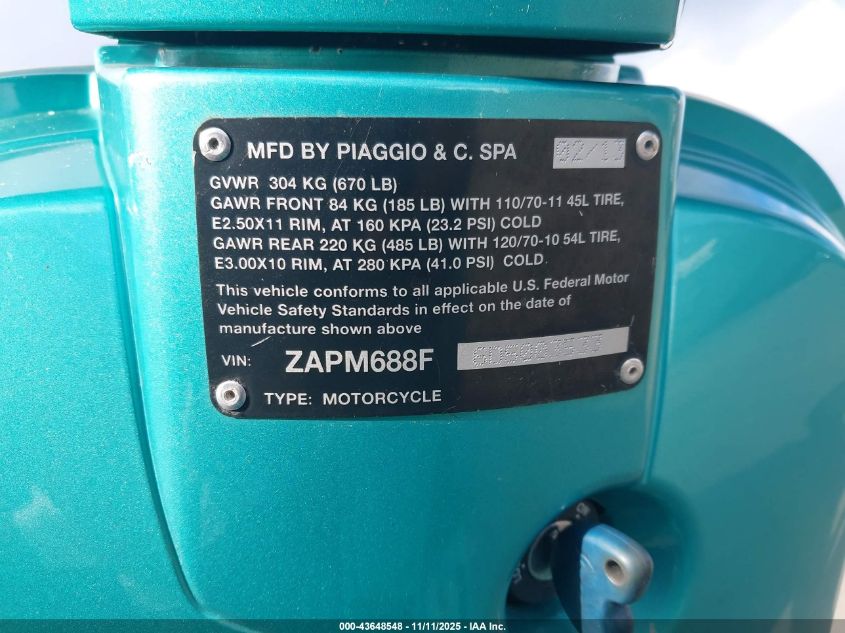 MFD BY PIAGGIO & C. SPA 02/13
GVWR 304 KG (670 LB)
GAWR FRONT 84 KG (185 LB) WITH 110/70-11 45L TIRE,
E2.50X11 RIM, AT 160 KPA (23.2 PSI) COLD
GAWR REAR 220 KG (485 LB) WITH 120/70-10 54L TIRE,
E3.00X10 RIM, AT 280 KPA (41.0 PSI) COLD
This vehicle conforms to all applicable U.S. Federal Motor
Vehicle Safety Standards in effect on the date of
manufacture shown above
VIN: ZAPM688F
TYPE: MOTORCYCLE
000-43648548 - 11/11/2025 - IAA Inc.